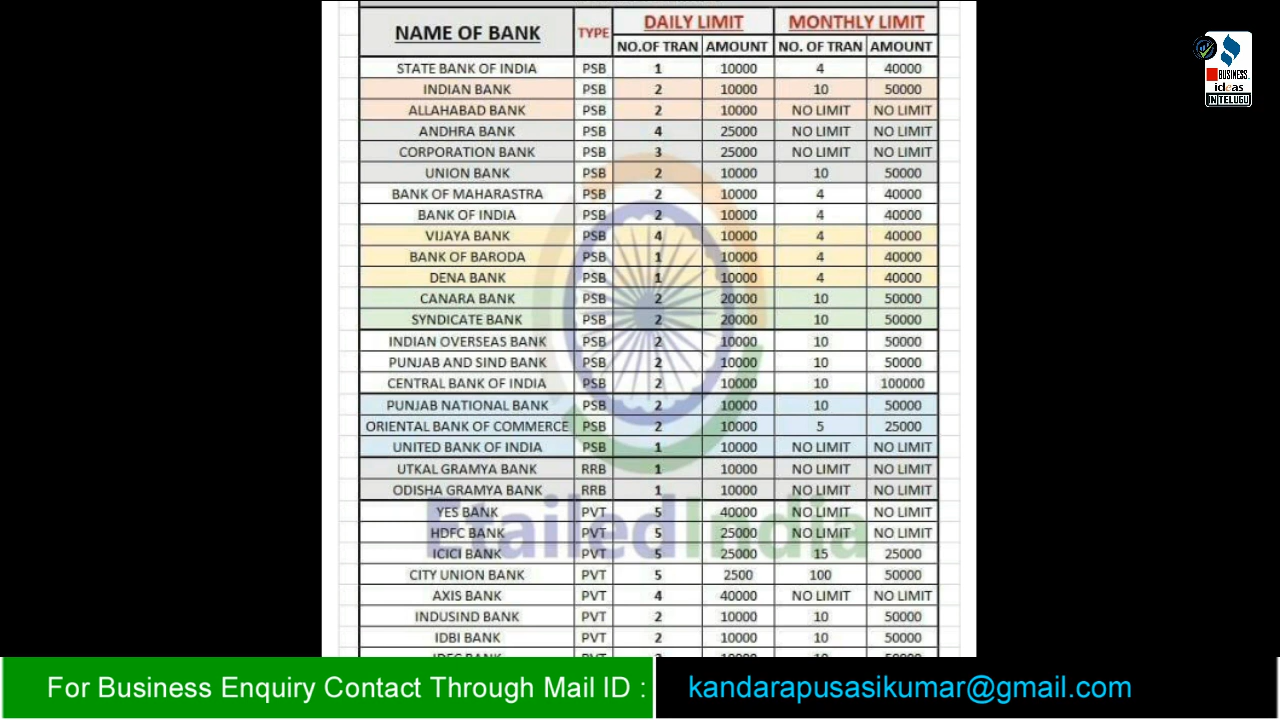 NAME OF BANK TYPE DAILY LIMIT MONTHLY LIMIT
NO.OF TRAN AMOUNT NO. OF TRAN AMOUNT
STATE BANK OF INDIA PSB 1 10000 4 40000
INDIAN BANK PSB 2 10000 10 50000
ALLAHABAD BANK PSB 2 10000 NO LIMIT NO LIMIT
ANDHRA BANK PSB 4 25000 NO LIMIT NO LIMIT
CORPORATION BANK PSB 3 25000 NO LIMIT NO LIMIT
UNION BANK PSB 2 10000 10 50000
BANK OF MAHARASTRA PSB 2 10000 4 40000
BANK OF INDIA PSB 2 10000 4 40000
VIJAYA BANK PSB 4 10000 4 40000
BANK OF BARODA PSB 1 10000 4 40000
DENA BANK PSB 1 10000 4 40000
CANARA BANK PSB 2 20000 10 50000
SYNDICATE BANK PSB 2 20000 10 50000
INDIAN OVERSEAS BANK PSB 2 10000 10 50000
PUNJAB AND SIND BANK PSB 2 10000 10 50000
CENTRAL BANK OF INDIA PSB 2 10000 10 100000
PUNJAB NATIONAL BANK PSB 2 10000 10 50000
ORIENTAL BANK OF COMMERCE PSB 2 10000 5 25000
UNITED BANK OF INDIA PSB 1 10000 NO LIMIT NO LIMIT
UTKAL GRAMYA BANK RRB 1 10000 NO LIMIT NO LIMIT
ODISHA GRAMYA BANK RRB 1 10000 NO LIMIT NO LIMIT
YES BANK PVT 5 40000 NO LIMIT NO LIMIT
HDFC BANK PVT 5 25000 NO LIMIT NO LIMIT
ICICI BANK PVT 5 25000 15 25000
CITY UNION BANK PVT 5 2500 100 50000
AXIS BANK PVT 4 40000 NO LIMIT NO LIMIT
INDUSIND BANK PVT 2 10000 10 50000
IDBI BANK PVT 2 10000 10 50000
EtailedIndia
BUSINESS
ideas
IN TELUGU
For Business Enquiry Contact Through Mail ID : kandarapusasikumar@gmail.com